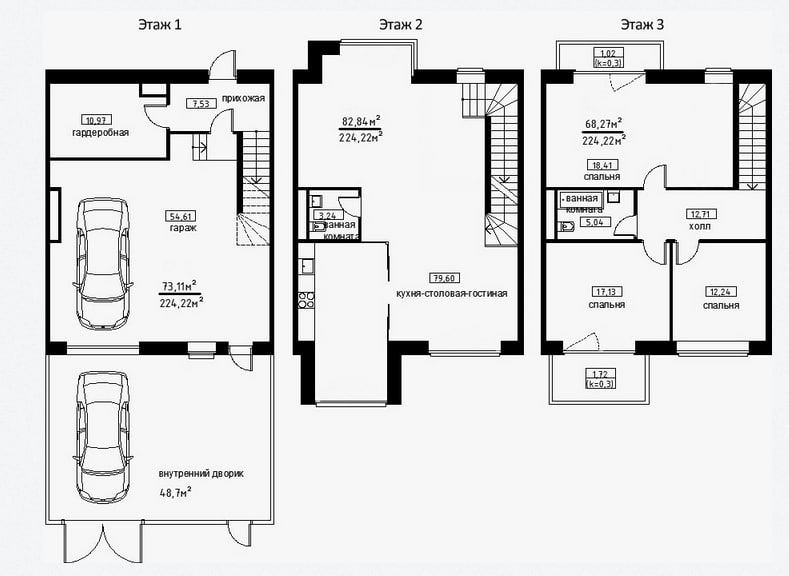 Этаж 1
7,53
прихожая
10,97
гардеробная
54,61
гараж
73,11м²
224,22м²
внутренний дворик
48,7м²
Этаж 2
82,84м²
224,22м²
3,24
ванная
комната
79,60
кухня-столовая-гостиная
Этаж 3
1,02
(k=0,3)
68,27м²
224,22м²
18,41
спальня
ванная
комната
5,04
12,71
холл
17,13
спальня
12,24
спальня
1,72
(k=0,3)